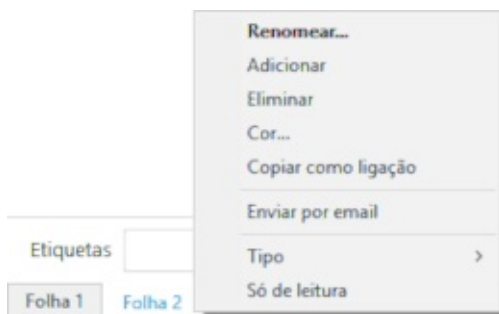 Renomear...
Adicionar
Eliminar
Cor...
Copiar como ligação
Enviar por email
Etiquetas
Tipo
Só de leitura
Folha 1 Folha 2